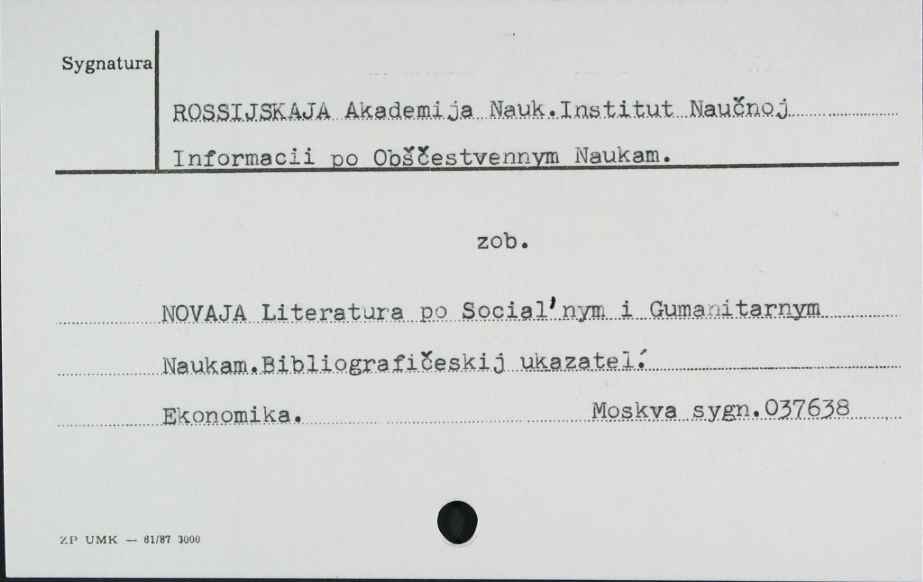 Sygnatura
ROSSIJSKAJA Akademija Nauk.Institut Naučnoj
Informacii po Obščestvennym Naukam.
zob.
NOVAJA Literatura po Social'nym i Gumanitarnym
Naukam.Bibliografičeskij ukazatel'.
Ekonomika. Moskva sygn.037638
ZP UMK — 61/87 3000